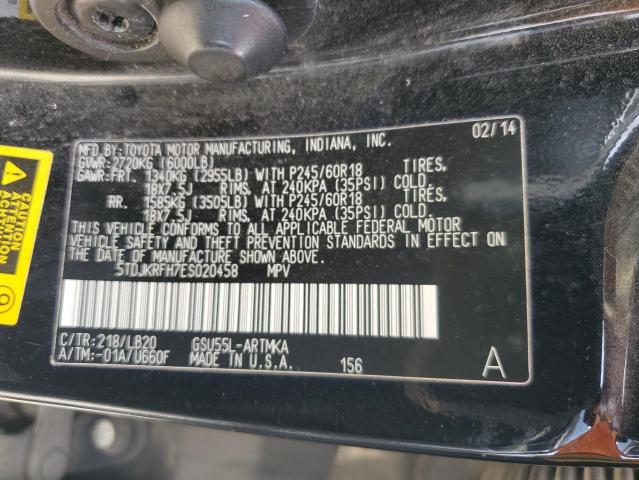 MFD.BY:TOYOTA MOTOR MANUFACTURING, INDIANA, INC. 02/14
GVWR:2720KG (6000LB)
GAWR:FRT. 1340KG (2955LB) WITH P245/60R18 TIRES,
18X7.5J RIMS, AT 240KPA (35PSI) COLD.
RR. 1585KG (3505LB) WITH P245/60R18 TIRES,
18X7.5J RIMS, AT 240KPA (35PSI) COLD.
THIS VEHICLE CONFORMS TO ALL APPLICABLE FEDERAL MOTOR
VEHICLE SAFETY AND THEFT PREVENTION STANDARDS IN EFFECT ON
THE DATE OF MANUFACTURE SHOWN ABOVE.
5TDJKRFH7ES020458 MPV
C/TR:218/LB20 GSU55L-ARTMKA
A/TM:-01A/U660F MADE IN U.S.A. 156 A
CAUTION
ATTENTION